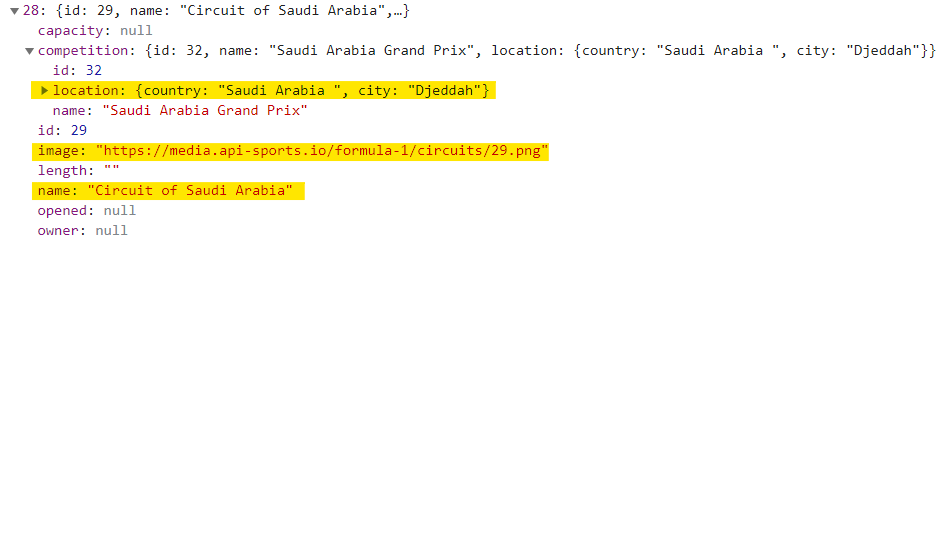 28: {id: 29, name: "Circuit of Saudi Arabia",…}
capacity: null
competition: {id: 32, name: "Saudi Arabia Grand Prix", location: {country: "Saudi Arabia ", city: "Djeddah"}}
id: 32
location: {country: "Saudi Arabia ", city: "Djeddah"}
name: "Saudi Arabia Grand Prix"
id: 29
image: "https://media.api-sports.io/formula-1/circuits/29.png"
length: ""
name: "Circuit of Saudi Arabia"
opened: null
owner: null